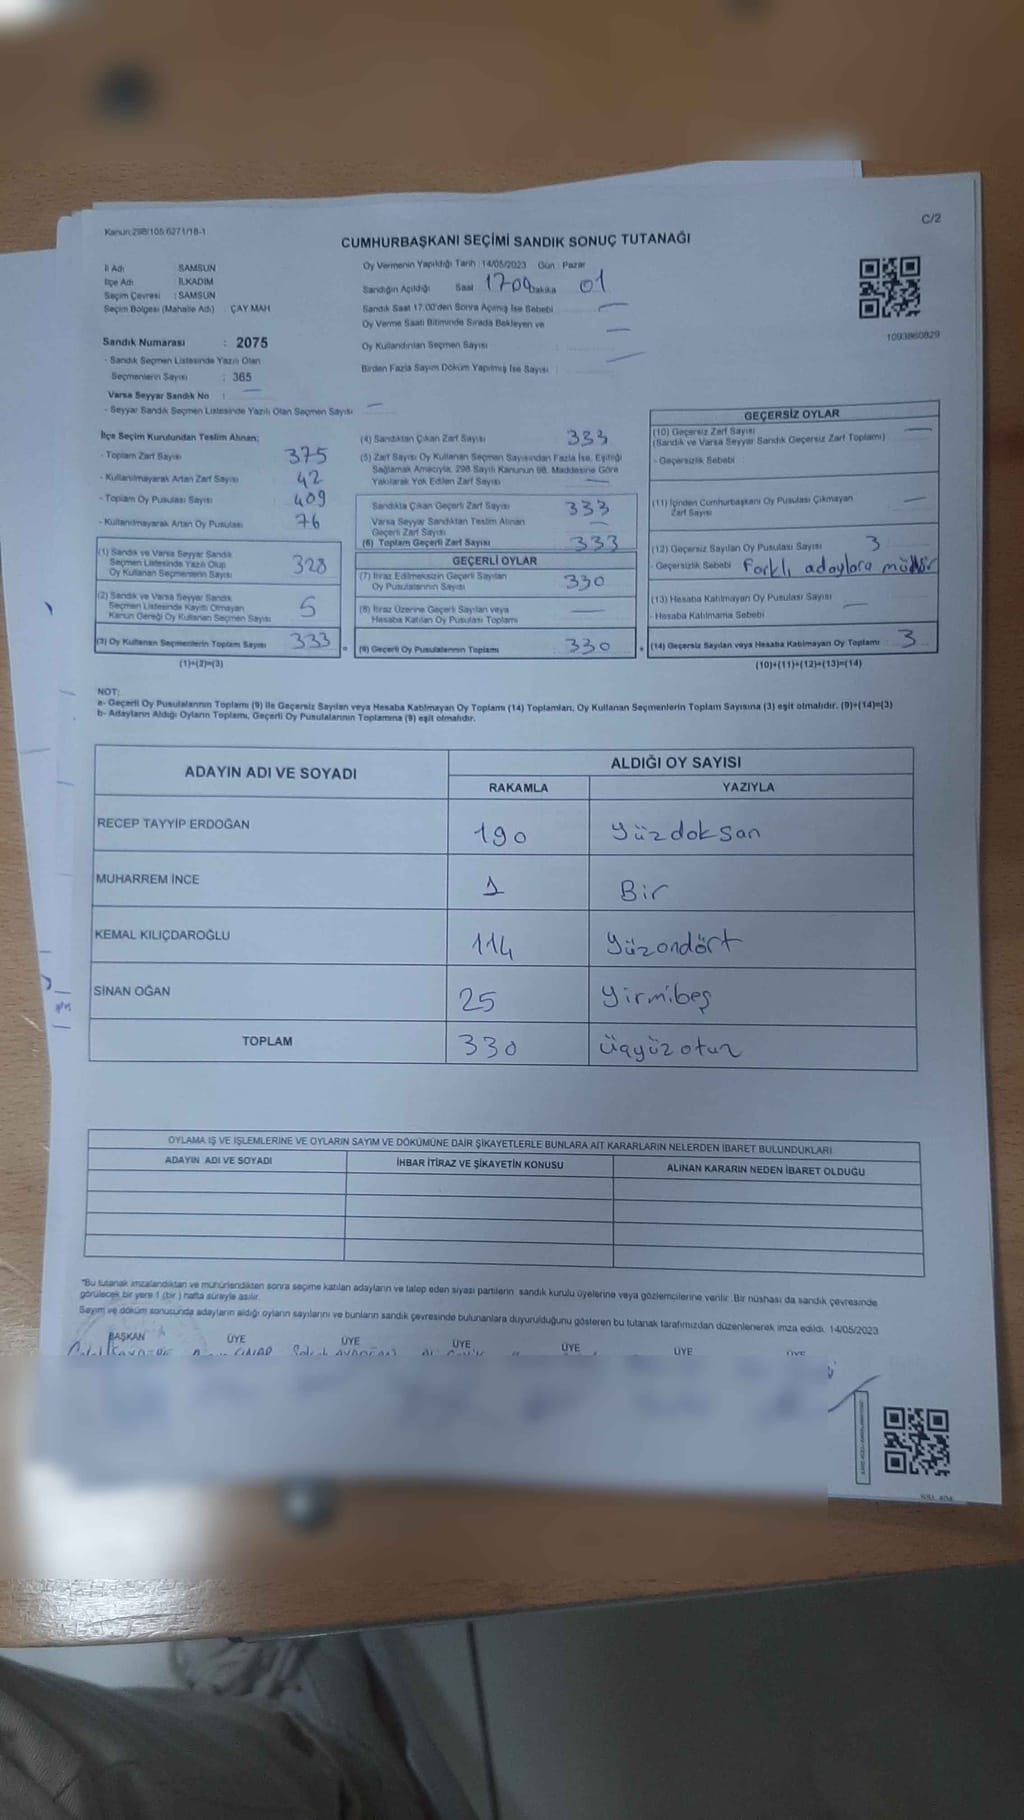 Kanun:298/105;6271/18-1
C/2
CUMHURBAŞKANI SEÇİMİ SANDIK SONUÇ TUTANAĞI
İl Adı SAMSUN
İlçe Adı İLKADIM
Seçim Çevresi : SAMSUN
Seçim Bölgesi (Mahalle Adı) ÇAY MAH
Sandık Numarası : 2075
- Sandık Seçmen Listesinde Yazılı Olan
Seçmenlerin Sayısı : 365
Varsa Seyyar Sandık No :
- Seyyar Sandık Seçmen Listesinde Yazılı Olan Seçmen Sayısı
Oy Vermenin Yapıldığı Tarih :14/05/2023 Gün : Pazar
Sandığın Açıldığı Saat 17:00 Dakika 01
Sandık Saat 17:00'den Sonra Açılmış İse Sebebi
Oy Verme Saati Bitiminde Sırada Bekleyen ve
Oy Kullandırılan Seçmen Sayısı
Birden Fazla Sayım Döküm Yapılmış İse Sayısı
1093860829
İlçe Seçim Kurulundan Teslim Alınan:
- Toplam Zarf Sayısı 375
- Kullanılmayarak Artan Zarf Sayısı 42
- Toplam Oy Pusulası Sayısı 409
- Kullanılmayarak Artan Oy Pusulası 76
(1) Sandık ve Varsa Seyyar Sandık
Seçmen Listesinde Yazılı Olup
Oy Kullanan Seçmenlerin Sayısı 328
(2) Sandık ve Varsa Seyyar Sandık
Seçmen Listesinde Kayıtlı Olmayan
Kanun Gereği Oy Kullanan Seçmen Sayısı 5
(3) Oy Kullanan Seçmenlerin Toplam Sayısı 333
(1)+(2)=(3)
(4) Sandıktan Çıkan Zarf Sayısı 333
(5) Zarf Sayısı Oy Kullanan Seçmen Sayısından Fazla İse, Eşitliği
Sağlamak Amacıyla, 298 Sayılı Kanunun 98. Maddesine Göre
Yakılarak Yok Edilen Zarf Sayısı
Sandıkta Çıkan Geçerli Zarf Sayısı 333
Varsa Seyyar Sandıktan Teslim Alınan
Geçerli Zarf Sayısı
(6) Toplam Geçerli Zarf Sayısı 333
GEÇERLİ OYLAR
(7) İtiraz Edilmeksizin Geçerli Sayılan
Oy Pusulalarının Sayısı 330
(8) İtiraz Üzerine Geçerli Sayılan veya
Hesaba Katılan Oy Pusulası Toplamı
(9) Geçerli Oy Pusulalarının Toplamı 330
GEÇERSİZ OYLAR
(10) Geçersiz Zarf Sayısı
(Sandık ve Varsa Seyyar Sandık Geçersiz Zarf Toplamı)
- Geçersizlik Sebebi
(11) İçinden Cumhurbaşkanı Oy Pusulası Çıkmayan
Zarf Sayısı
(12) Geçersiz Sayılan Oy Pusulası Sayısı 3
- Geçersizlik Sebebi Farklı adaylara mühür
(13) Hesaba Katılmayan Oy Pusulası Sayısı
- Hesaba Katılmama Sebebi
(14) Geçersiz Sayılan veya Hesaba Katılmayan Oy Toplamı 3
(10)+(11)+(12)+(13)=(14)
NOT:
a- Geçerli Oy Pusulalarının Toplamı (9) ile Geçersiz Sayılan veya Hesaba Katılmayan Oy Toplamı (14) Toplamları, Oy Kullanan Seçmenlerin Toplam Sayısına (3) eşit olmalıdır. (9)+(14)=(3)
b- Adayların Aldığı Oyların Toplamı, Geçerli Oy Pusulalarının Toplamına (9) eşit olmalıdır.
ADAYIN ADI VE SOYADI ALDIĞI OY SAYISI
RAKAMLA YAZIYLA
RECEP TAYYİP ERDOĞAN 190 Yüzdoksan
MUHARREM İNCE 1 Bir
KEMAL KILIÇDAROĞLU 114 Yüzondört
SİNAN OĞAN 25 Yirmibeş
TOPLAM 330 Üçyüzotuz
OYLAMA İŞ VE İŞLEMLERİNE VE OYLARIN SAYIM VE DÖKÜMÜNE DAİR ŞİKAYETLERLE BUNLARA AİT KARARLARIN NELERDEN İBARET BULUNDUKLARI
ADAYIN ADI VE SOYADI İHBAR İTİRAZ VE ŞİKAYETİN KONUSU ALINAN KARARIN NEDEN İBARET OLDUĞU
"Bu tutanak imzalandıktan ve mühürlendikten sonra seçime katılan adayların ve talep eden siyasi partilerin sandık kurulu üyelerine veya gözlemcilerine verilir. Bir nüshası da sandık çevresinde
görülecek bir yere 1 (bir ) hafta süreyle asılır.
Sayım ve döküm sonucunda adayların aldığı oyların sayılarını ve bunların sandık çevresinde bulunanlara duyurulduğunu gösteren bu tutanak tarafımızdan düzenlenerek imza edildi. 14/05/2023
BAŞKAN ÜYE ÜYE ÜYE ÜYE ÜYE ÜYE